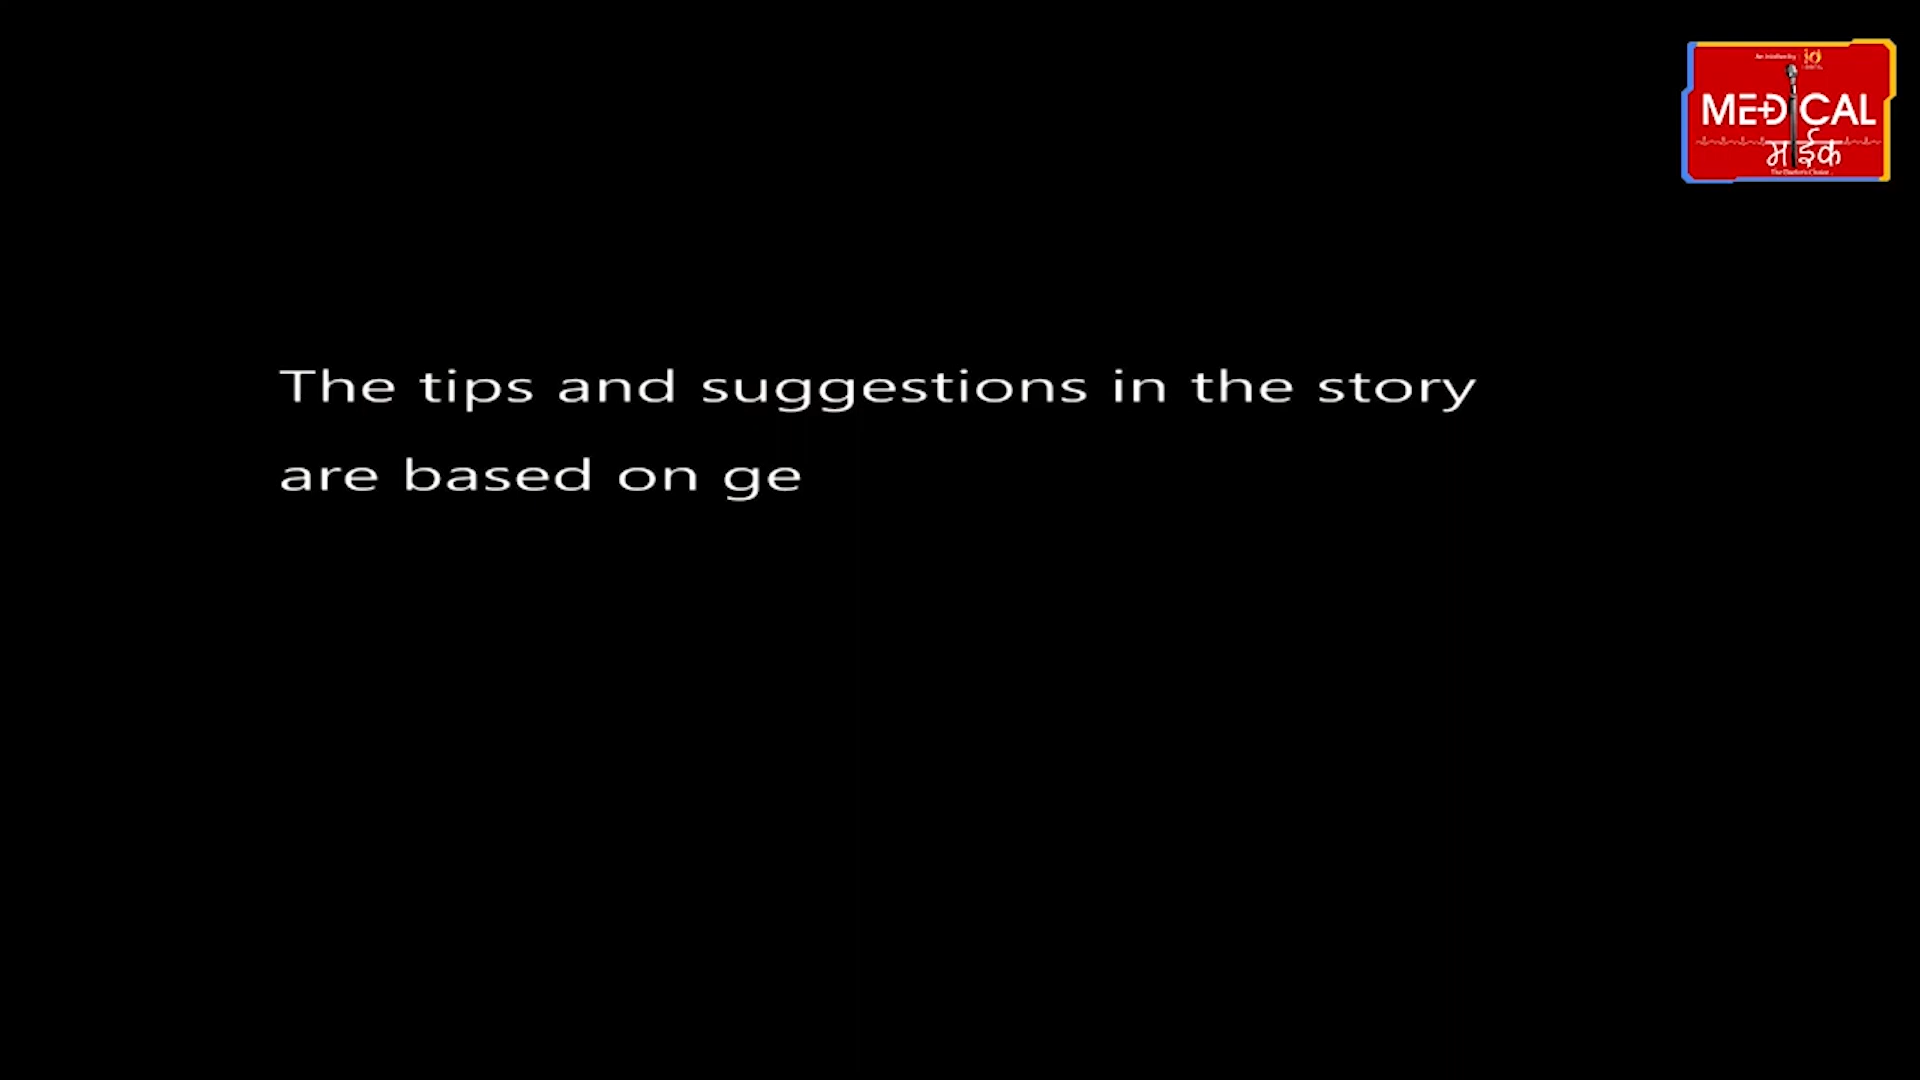 MEDICAL
माईक
The tips and suggestions in the story
are based on ge